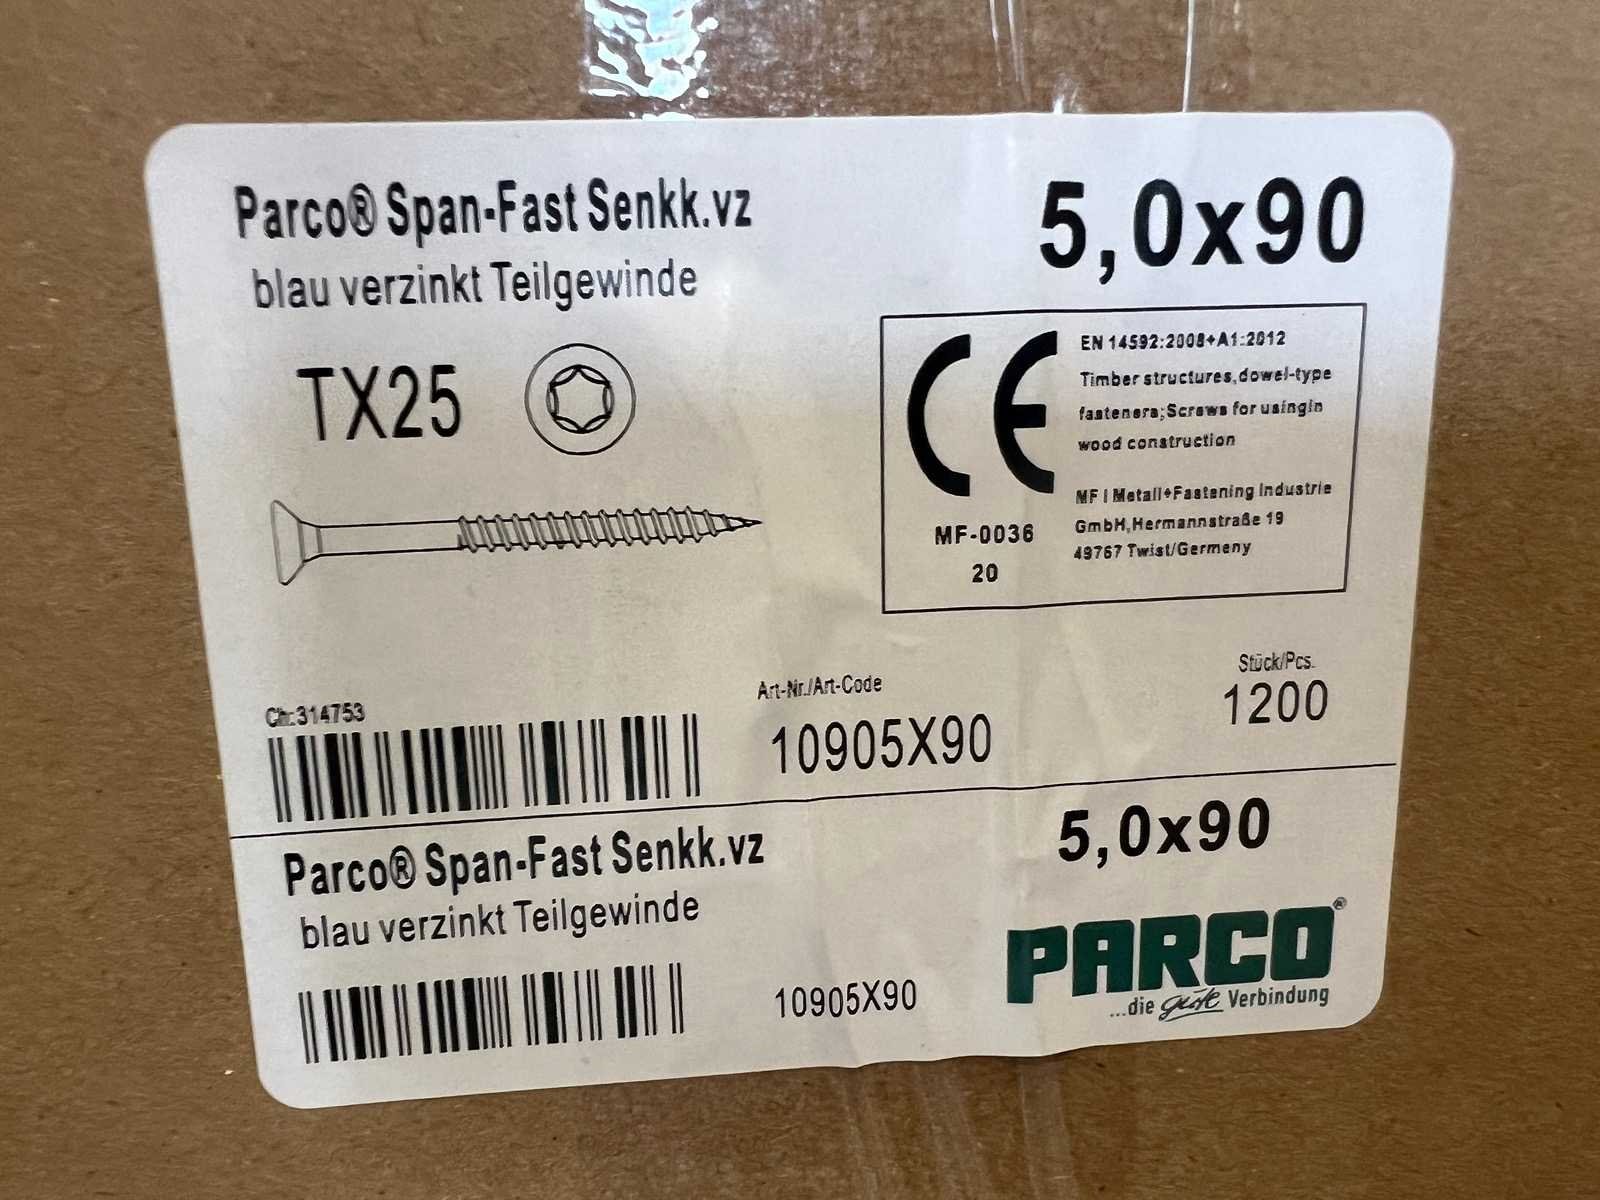 Parco® Span-Fast Senkk.vz
blau verzinkt Teilgewinde
5,0x90
TX25
CE
EN 14592:2008+A1:2012
Timber structures,dowel-type
fasteners;Screws for usingin
wood construction
MF I Metall+Fastening Industrie
GmbH,Hermannstraße 19
49767 Twist/Germeny
MF-0036
20
Ch:314753
Art-Nr./Art-Code
10905X90
Stück/Pcs.
1200
Parco® Span-Fast Senkk.vz
blau verzinkt Teilgewinde
5,0x90
10905X90
PARCO®
...die gute Verbindung